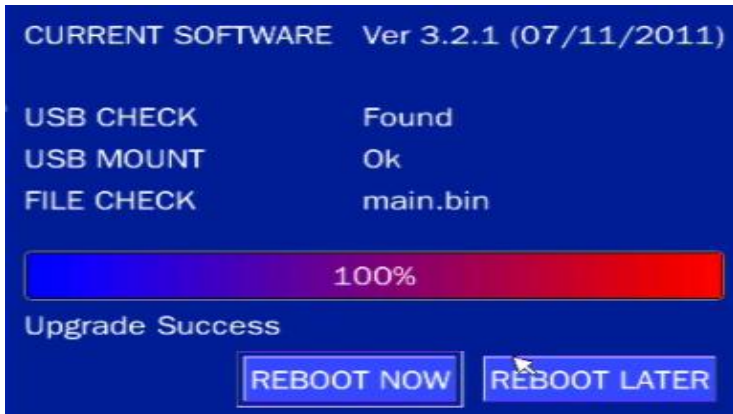 CURRENT SOFTWARE Ver 3.2.1 (07/11/2011)
USB CHECK Found
USB MOUNT Ok
FILE CHECK main.bin
100%
Upgrade Success
REBOOT NOW REBOOT LATER